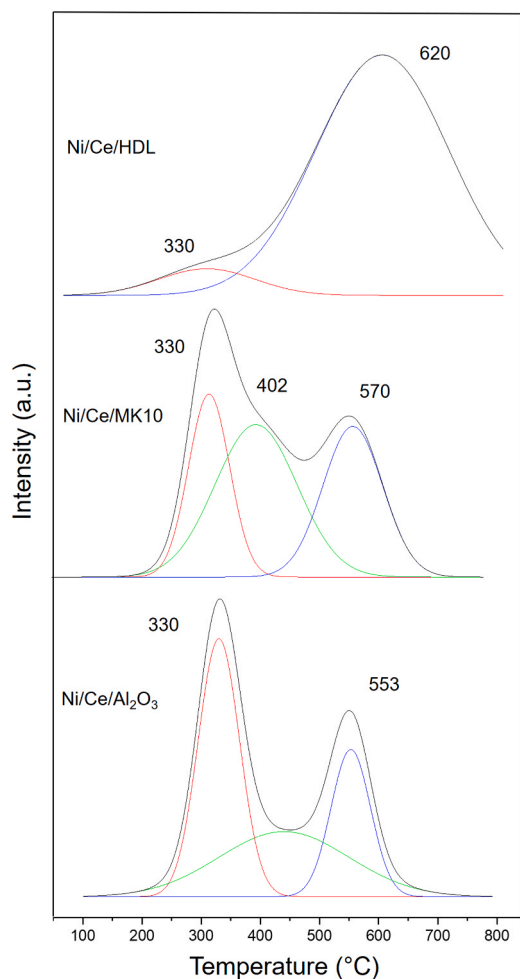 620
Ni/Ce/HDL
330
330
402
570
Ni/Ce/MK10
330
553
Ni/Ce/Al₂O₃
Intensity (a.u.)
100 200 300 400 500 600 700 800
Temperature (°C)